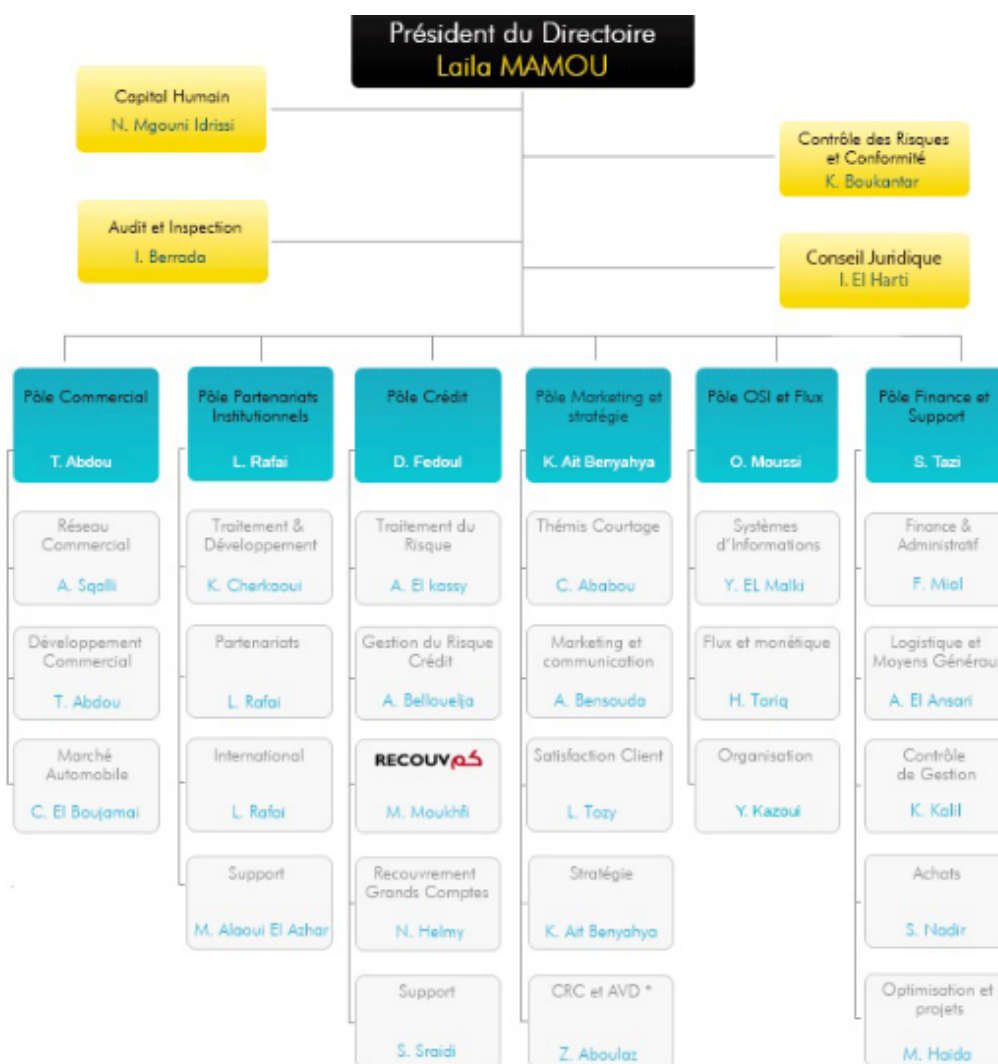 Président du Directoire
Laila MAMOU
Capital Humain
N. Mgouni Idrissi
Contrôle des Risques
et Conformité
K. Boukantar
Audit et Inspection
I. Berrada
Conseil Juridique
I. El Harti
Pôle Commercial
T. Abdou
Réseau
Commercial
A. Sqalli
Développement
Commercial
T. Abdou
Marché
Automobile
C. El Boujamai
Pôle Partenariats
Institutionnels
L. Rafai
Traitement &
Développement
K. Cherkaoui
Partenariats
L. Rafai
International
L. Rafai
Support
M. Alaoui El Azhar
Pôle Crédit
D. Fedoul
Traitement du
Risque
A. El kassy
Gestion du Risque
Crédit
A. Bellouelja
RECOUV كم
M. Moukhfi
Recouvrement
Grands Comptes
N. Helmy
Support
S. Sraidi
Pôle Marketing et
stratégie
K. Ait Benyahya
Thémis Courtage
C. Ababou
Marketing et
communication
A. Bensouda
Satisfaction Client
L. Tozy
Stratégie
K. Ait Benyahya
CRC et AVD *
Z. Aboulaz
Pôle OSI et Flux
O. Moussi
Systèmes
d'Informations
Y. EL Malki
Flux et monétique
H. Tariq
Organisation
Y. Kazoui
Pôle Finance et
Support
S. Tazi
Finance &
Administratif
F. Mial
Logistique et
Moyens Généraux
A. El Ansari
Contrôle
de Gestion
K. Kalil
Achats
S. Nadir
Optimisation et
projets
M. Haida